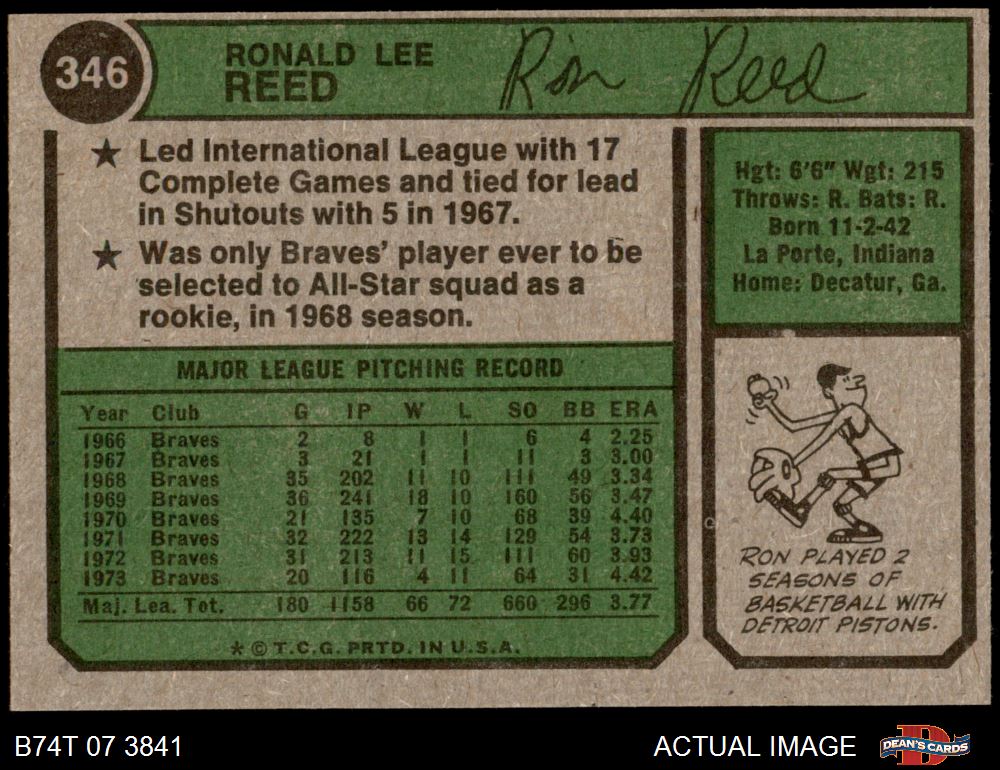 346
RONALD LEE
REED
Ron Reed
★ Led International League with 17
Complete Games and tied for lead
in Shutouts with 5 in 1967.
★ Was only Braves' player ever to be
selected to All-Star squad as a
rookie, in 1968 season.
Hgt: 6'6" Wgt: 215
Throws: R. Bats: R.
Born 11-2-42
La Porte, Indiana
Home: Decatur, Ga.
MAJOR LEAGUE PITCHING RECORD
Year Club G IP W L SO BB ERA
1966 Braves 2 8 1 1 6 4 2.25
1967 Braves 3 21 1 1 11 3 3.00
1968 Braves 35 202 11 10 111 49 3.34
1969 Braves 36 241 18 10 160 56 3.47
1970 Braves 21 135 7 10 68 39 4.40
1971 Braves 32 222 13 14 129 54 3.73
1972 Braves 31 213 11 15 111 60 3.93
1973 Braves 20 116 4 11 64 31 4.42
Maj. Lea. Tot. 180 1158 66 72 660 296 3.77
* © T.C.G. PRTD. IN U.S.A.
RON PLAYED 2
SEASONS OF
BASKETBALL WITH
DETROIT PISTONS.
B74T 07 3841
ACTUAL IMAGE
DEAN'S CARDS